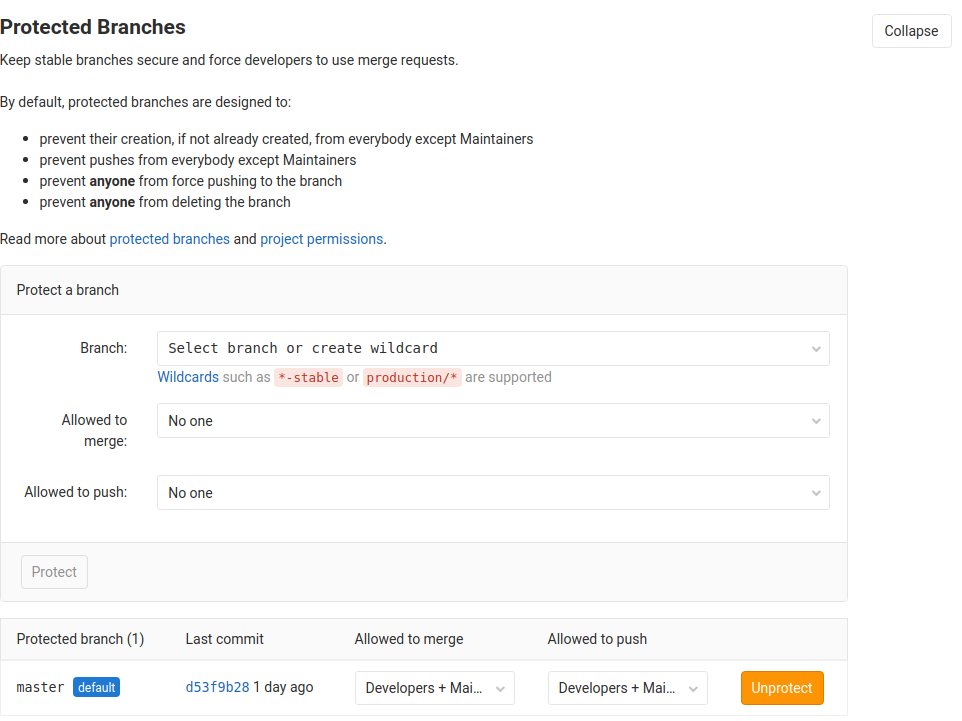 Protected Branches
Collapse
Keep stable branches secure and force developers to use merge requests.
By default, protected branches are designed to:
prevent their creation, if not already created, from everybody except Maintainers
prevent pushes from everybody except Maintainers
prevent anyone from force pushing to the branch
prevent anyone from deleting the branch
Read more about protected branches and project permissions.
Protect a branch
Branch: Select branch or create wildcard
Wildcards such as *-stable or production/* are supported
Allowed to
merge: No one
Allowed to push: No one
Protect
Protected branch (1) Last commit Allowed to merge Allowed to push
master default d53f9b28 1 day ago Developers + Mai... Developers + Mai... Unprotect